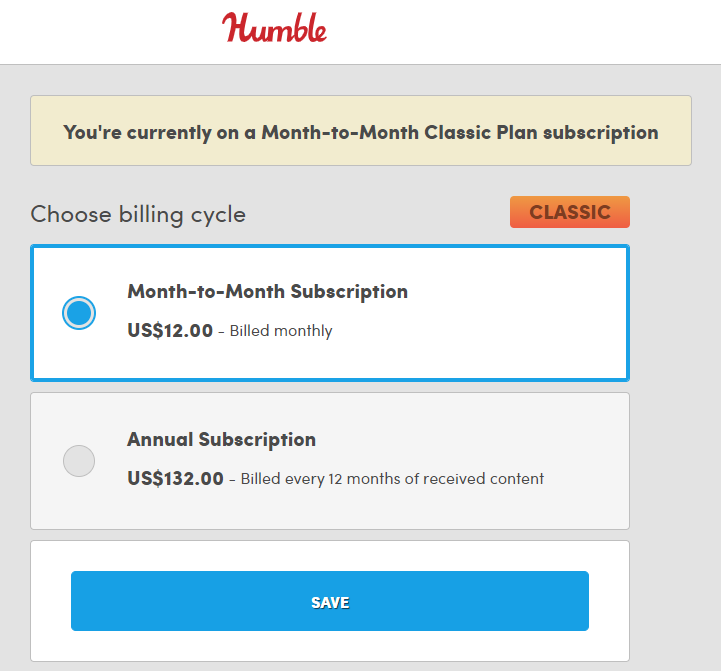 Humble
You're currently on a Month-to-Month Classic Plan subscription
Choose billing cycle
CLASSIC
Month-to-Month Subscription
US$12.00 - Billed monthly
Annual Subscription
US$132.00 - Billed every 12 months of received content
SAVE